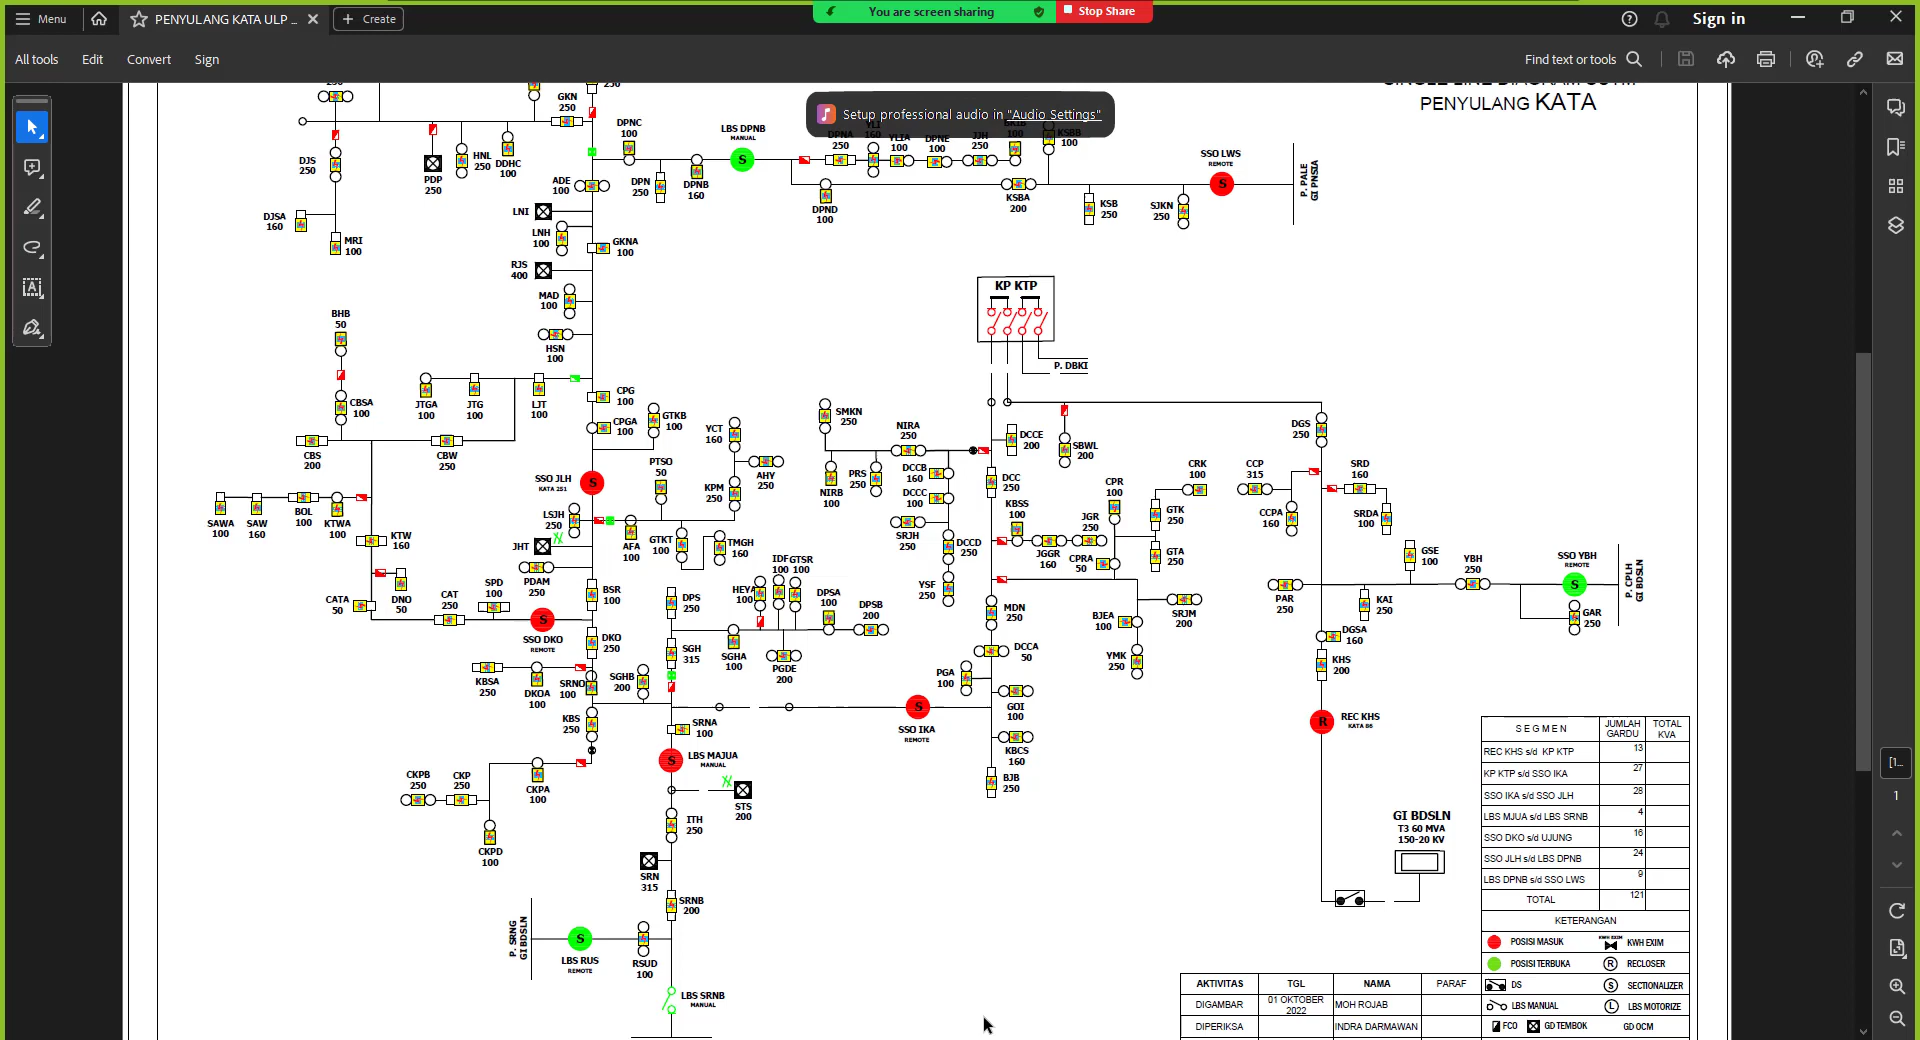 Menu
PENYULANG KATA ULP ...
Create
You are screen sharing
Stop Share
Sign in
All tools
Edit
Convert
Sign
Find text or tools
Setup professional audio in "Audio Settings"
PENYULANG KATA
GKN
250
DPNC
100
LBS DPNB
MANUAL
DPNA
250
YLIA
100
DPNE
100
JJH
250
KSBB
100
SSO LWS
REMOTE
P. PALE
GI PNSIA
DJS
250
PDP
250
HNL
250
DDHC
100
ADE
100
DPN
250
DPNB
160
DPND
100
KSBA
200
KSB
250
SJKN
250
DJSA
160
MRI
100
LNI
LNH
100
GKNA
100
RJS
400
MAD
100
HSN
100
KP KTP
P. DBKI
BHB
50
CBSA
100
JTGA
100
JTG
100
LJT
100
CPG
100
CPGA
100
GTKB
100
YCT
160
CBS
200
CBW
250
PTSO
50
AHY
250
SSO JLH
KATA 251
KPM
250
SMKN
250
NIRA
250
DCCE
200
SBWL
200
DGS
250
NIRB
100
PRS
250
DCCB
160
DCCC
100
DCC
250
KBSS
100
CPR
100
CRK
100
CCP
315
SRD
160
SAWA
100
SAW
160
BOL
100
KTWA
100
KTW
160
LSJH
250
JHT
AFA
100
GTKT
100
TMGH
160
SRJH
250
DCCD
250
JGR
250
JGGR
160
CPRA
50
GTK
250
GTA
250
CCPA
160
SRDA
100
GSE
100
YBH
250
SSO YBH
REMOTE
P. CPLH
GI BDSLN
PDAM
250
CATA
50
DNO
50
CAT
250
SPD
100
SSO DKO
REMOTE
BSR
100
DKO
250
DPS
250
HEYA
100
IDF
100
GTSR
100
DPSA
100
DPSB
200
YSF
250
MDN
250
BJEA
100
SRJM
200
PAR
250
KAI
250
GAR
250
KBSA
250
DKOA
100
SRNO
100
SGHB
200
SGH
315
SGHA
100
PGDE
200
DCCA
50
PGA
100
YMK
250
DGSA
160
KHS
200
KBS
250
SRNA
100
SSO IKA
REMOTE
GOI
100
REC KHS
KATA 86
LBS MAJUA
MANUAL
KBCS
160
BJB
250
CKPB
250
CKP
250
CKPA
100
CKPD
100
STS
200
ITH
250
SRN
315
SRNB
200
P. SRNG
GI BDSLN
LBS RUS
REMOTE
RSUD
100
LBS SRNB
MANUAL
GI BDSLN
T3 60 MVA
150-20 KV
SEGMEN JUMLAH GARDU TOTAL KVA
REC KHS s/d KP KTP 13
KP KTP s/d SSO IKA 27
SSO IKA s/d SSO JLH 28
LBS MJUA s/d LBS SRNB 4
SSO DKO s/d UJUNG 16
SSO JLH s/d LBS DPNB 24
LBS DPNB s/d SSO LWS 9
TOTAL 121
KETERANGAN
POSISI MASUK KWH EXIM
POSISI TERBUKA RECLOSER
DS SECTIONALIZER
LBS MANUAL LBS MOTORIZE
FCO GD TEMBOK GD OCM
AKTIVITAS TGL NAMA PARAF
DIGAMBAR 01 OKTOBER 2022 MOH ROJAB
DIPERIKSA INDRA DARMAWAN
1